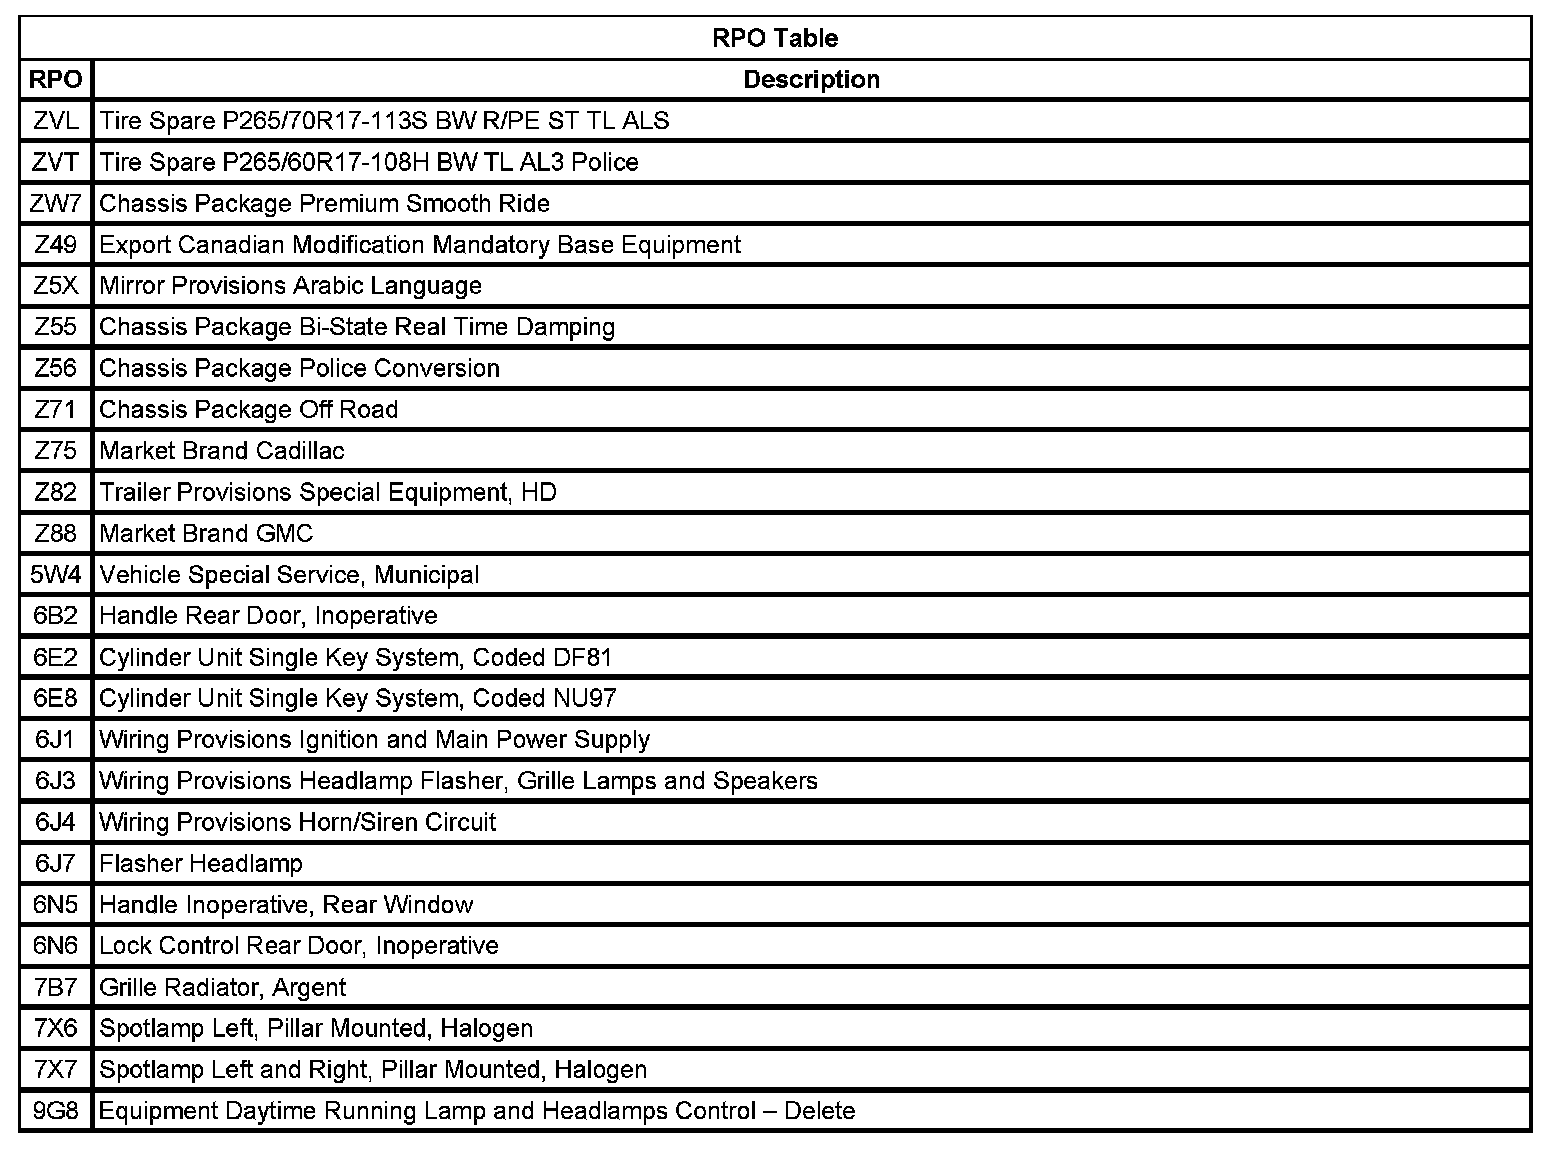 RPO Table
RPO Description
ZVL Tire Spare P265/70R17-113S BW R/PE ST TL ALS
ZVT Tire Spare P265/60R17-108H BW TL AL3 Police
ZW7 Chassis Package Premium Smooth Ride
Z49 Export Canadian Modification Mandatory Base Equipment
Z5X Mirror Provisions Arabic Language
Z55 Chassis Package Bi-State Real Time Damping
Z56 Chassis Package Police Conversion
Z71 Chassis Package Off Road
Z75 Market Brand Cadillac
Z82 Trailer Provisions Special Equipment, HD
Z88 Market Brand GMC
5W4 Vehicle Special Service, Municipal
6B2 Handle Rear Door, Inoperative
6E2 Cylinder Unit Single Key System, Coded DF81
6E8 Cylinder Unit Single Key System, Coded NU97
6J1 Wiring Provisions Ignition and Main Power Supply
6J3 Wiring Provisions Headlamp Flasher, Grille Lamps and Speakers
6J4 Wiring Provisions Horn/Siren Circuit
6J7 Flasher Headlamp
6N5 Handle Inoperative, Rear Window
6N6 Lock Control Rear Door, Inoperative
7B7 Grille Radiator, Argent
7X6 Spotlamp Left, Pillar Mounted, Halogen
7X7 Spotlamp Left and Right, Pillar Mounted, Halogen
9G8 Equipment Daytime Running Lamp and Headlamps Control – Delete